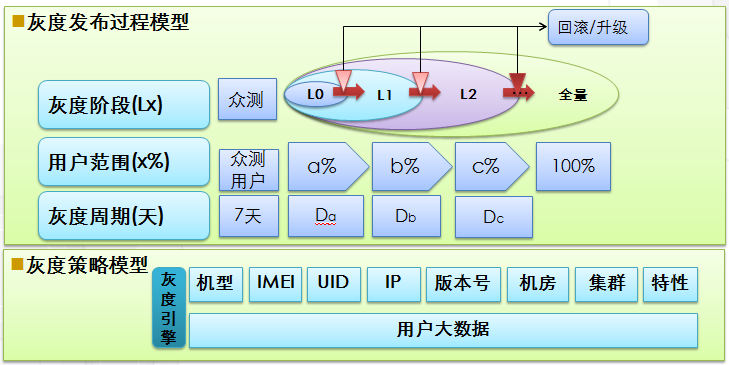 灰度发布过程模型
回滚/升级
灰度阶段(Lx)
众测
L0
L1
L2
...
全量
用户范围(x%)
众测
用户
a%
b%
c%
100%
灰度周期(天)
7天
Da
Db
Dc
灰度策略模型
灰
度
引
擎
机型
IMEI
UID
IP
版本号
机房
集群
特性
用户大数据